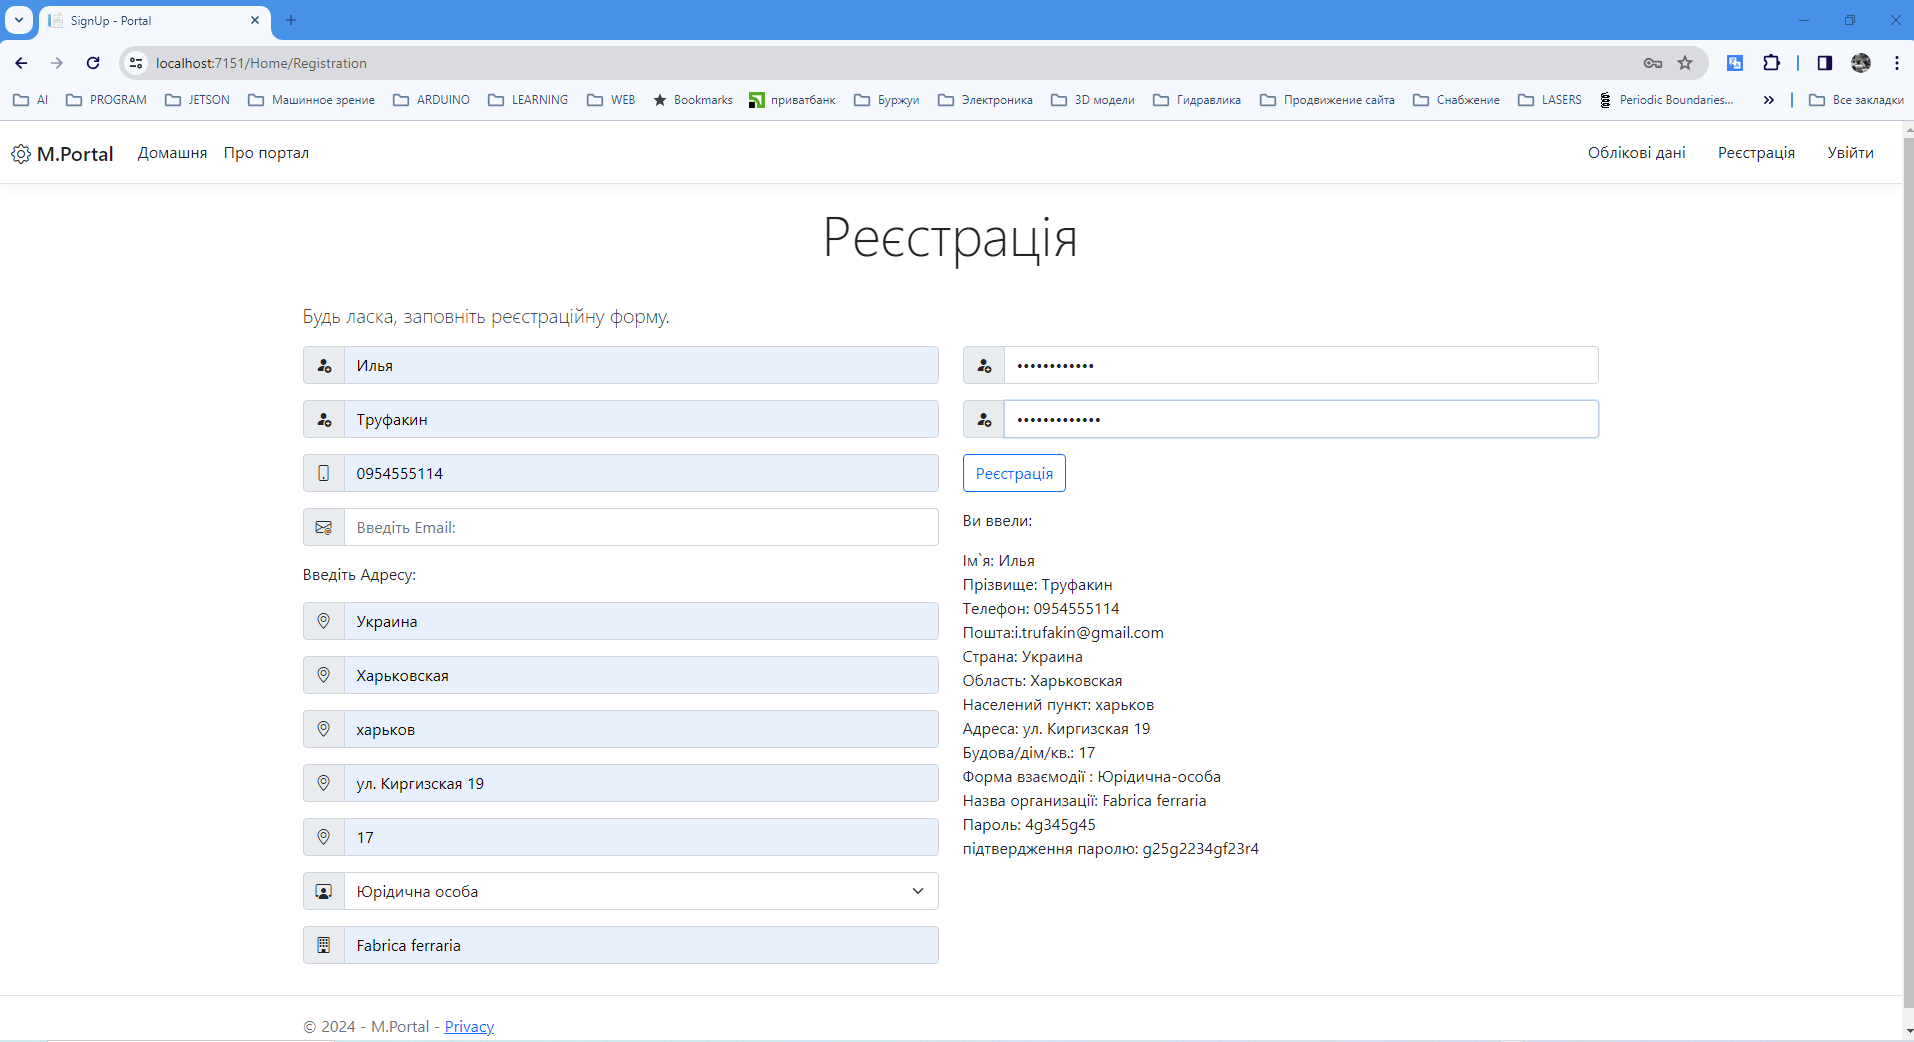 SignUp - Portal
localhost:7151/Home/Registration
AI PROGRAM JETSON Машинное зрение ARDUINO LEARNING WEB Bookmarks приватбанк Буржуи Электроника 3D модели Гидравлика Продвижение сайта Снабжение LASERS Periodic Boundaries... » Все закладки
M.Portal Домашня Про портал Облікові дані Реєстрація Увійти
Реєстрація
Будь ласка, заповніть реєстраційну форму.
Илья
Труфакин
0954555114
Введіть Email:
Введіть Адресу:
Украина
Харьковская
харьков
ул. Киргизская 19
17
Юрідична особа
Fabrica ferraria
••••••••••••
•••••••••••••
Реєстрація
Ви ввели:
Ім`я: Илья
Прізвище: Труфакин
Телефон: 0954555114
Пошта:i.trufakin@gmail.com
Страна: Украина
Область: Харьковская
Населений пункт: харьков
Адреса: ул. Киргизская 19
Будова/дім/кв.: 17
Форма взаємодії : Юрідична-особа
Назва организації: Fabrica ferraria
Пароль: 4g345g45
підтвердження паролю: g25g2234gf23r4
© 2024 - M.Portal - Privacy